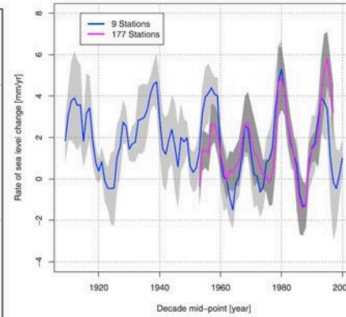 9 Stations
177 Stations
Rate of sea level change [mm/yr]
8
6
4
2
0
−2
−4
1920
1940
1960
1980
Decade mid−point [year]